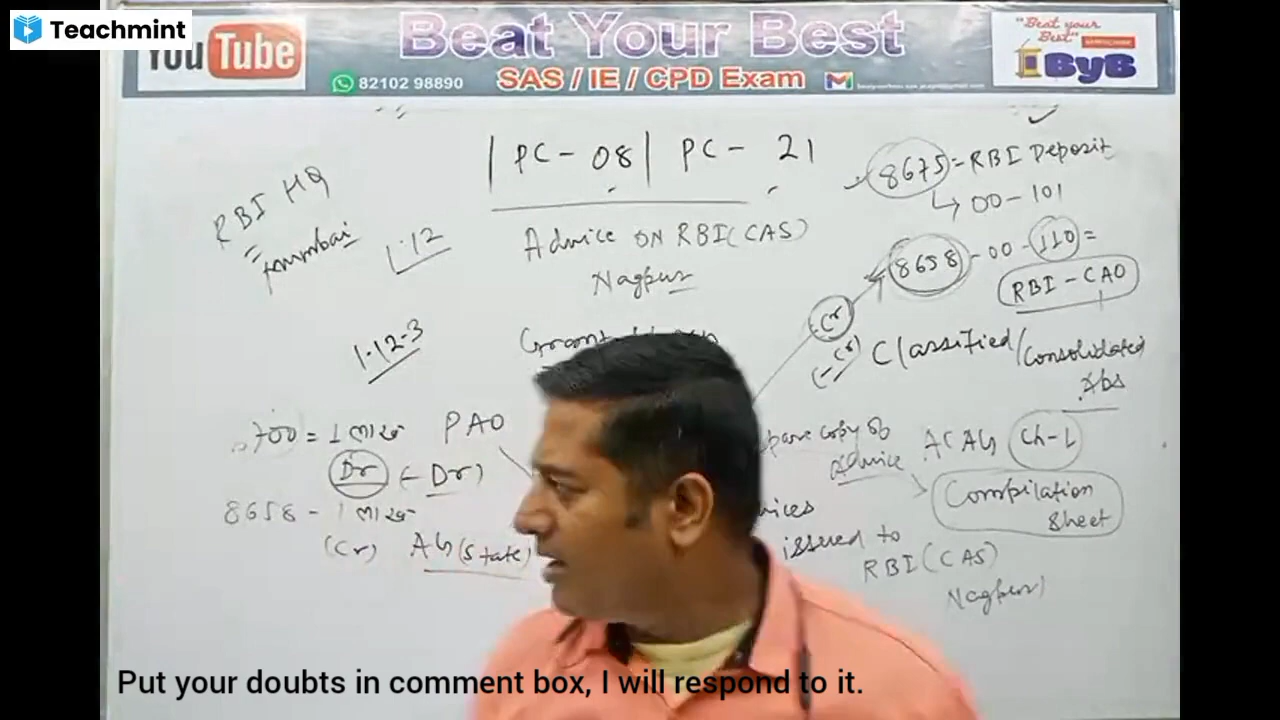 Teachmint
YouTube
Beat Your Best
SAS / IE / CPD Exam
82102 98890
"Beat your Best"
SUBSCRIBE
ByB
PC-08 PC-21
8675-RBI Deposit
00-101
RBI HQ
Mumbai
1.12
Advice on RBI(CAS)
Nagpur
8658-00-110=
RBI-CAO
1.12-3
Cr
(-Cr) Classified/Consolidated
Abs
700=1 लाख PAO
Dr (-Dr)
copy of
Advice
Ch-L
Compilation
Sheet
8658-1 लाख
(Cr) AG(State)
issued to
RBI(CAS)
Nagpur
Put your doubts in comment box, I will respond to it.